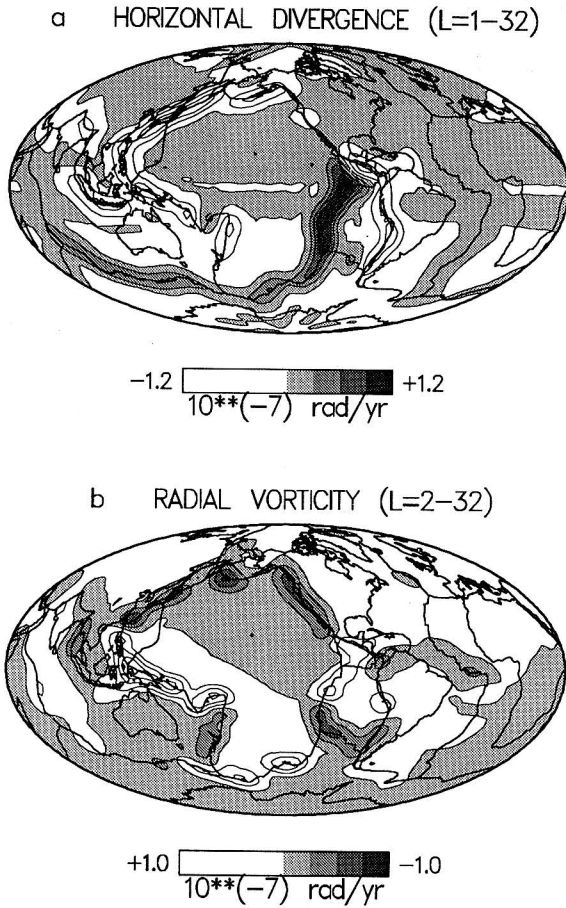 a HORIZONTAL DIVERGENCE (L=1-32)
-1.2 +1.2
10**(-7) rad/yr
b RADIAL VORTICITY (L=2-32)
+1.0 -1.0
10**(-7) rad/yr